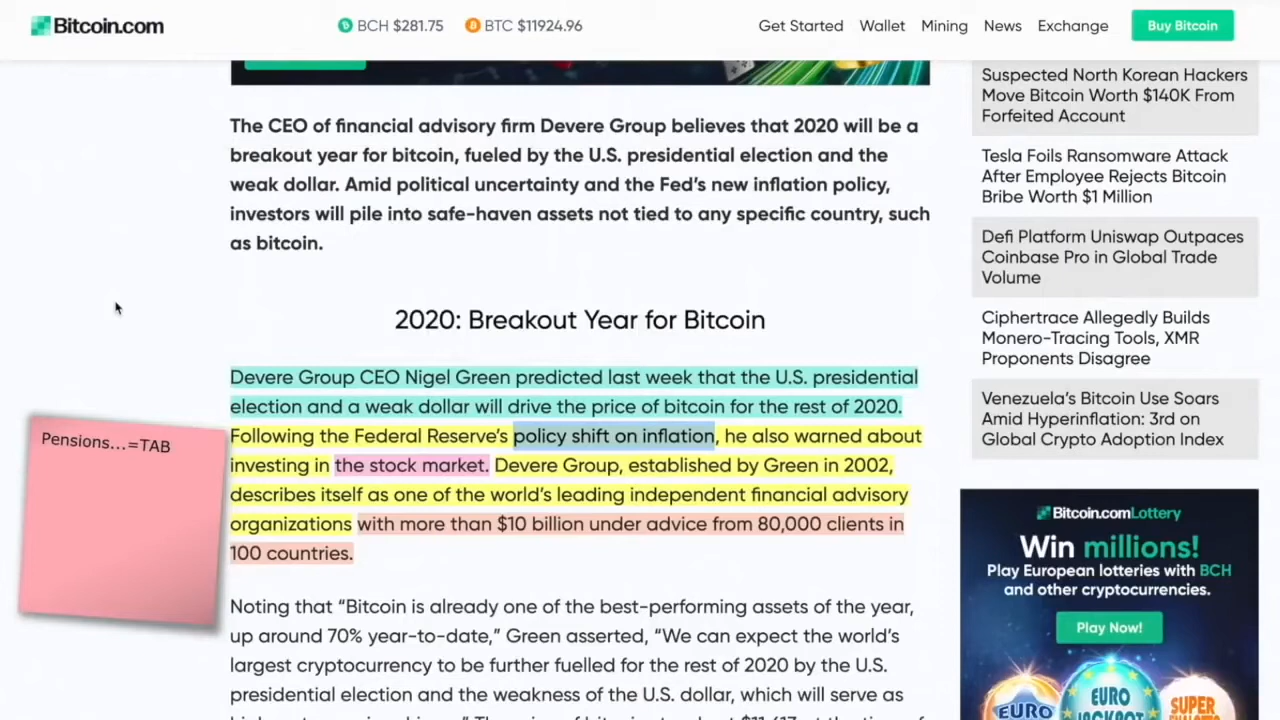 Bitcoin.com
BCH $281.75
BTC $11924.96
Get Started
Wallet
Mining
News
Exchange
Buy Bitcoin
The CEO of financial advisory firm Devere Group believes that 2020 will be a
breakout year for bitcoin, fueled by the U.S. presidential election and the
weak dollar. Amid political uncertainty and the Fed's new inflation policy,
investors will pile into safe-haven assets not tied to any specific country, such
as bitcoin.
2020: Breakout Year for Bitcoin
Devere Group CEO Nigel Green predicted last week that the U.S. presidential
election and a weak dollar will drive the price of bitcoin for the rest of 2020.
Following the Federal Reserve's policy shift on inflation, he also warned about
investing in the stock market. Devere Group, established by Green in 2002,
describes itself as one of the world's leading independent financial advisory
organizations with more than $10 billion under advice from 80,000 clients in
100 countries.
Noting that “Bitcoin is already one of the best-performing assets of the year,
up around 70% year-to-date,” Green asserted, “We can expect the world's
largest cryptocurrency to be further fuelled for the rest of 2020 by the U.S.
presidential election and the weakness of the U.S. dollar, which will serve as
Pensions...=TAB
Suspected North Korean Hackers
Move Bitcoin Worth $140K From
Forfeited Account
Tesla Foils Ransomware Attack
After Employee Rejects Bitcoin
Bribe Worth $1 Million
Defi Platform Uniswap Outpaces
Coinbase Pro in Global Trade
Volume
Ciphertrace Allegedly Builds
Monero-Tracing Tools, XMR
Proponents Disagree
Venezuela's Bitcoin Use Soars
Amid Hyperinflation: 3rd on
Global Crypto Adoption Index
Bitcoin.comLottery
Win millions!
Play European lotteries with BCH
and other cryptocurrencies.
Play Now!
EURO
EURO
JACKPOT
SUPER